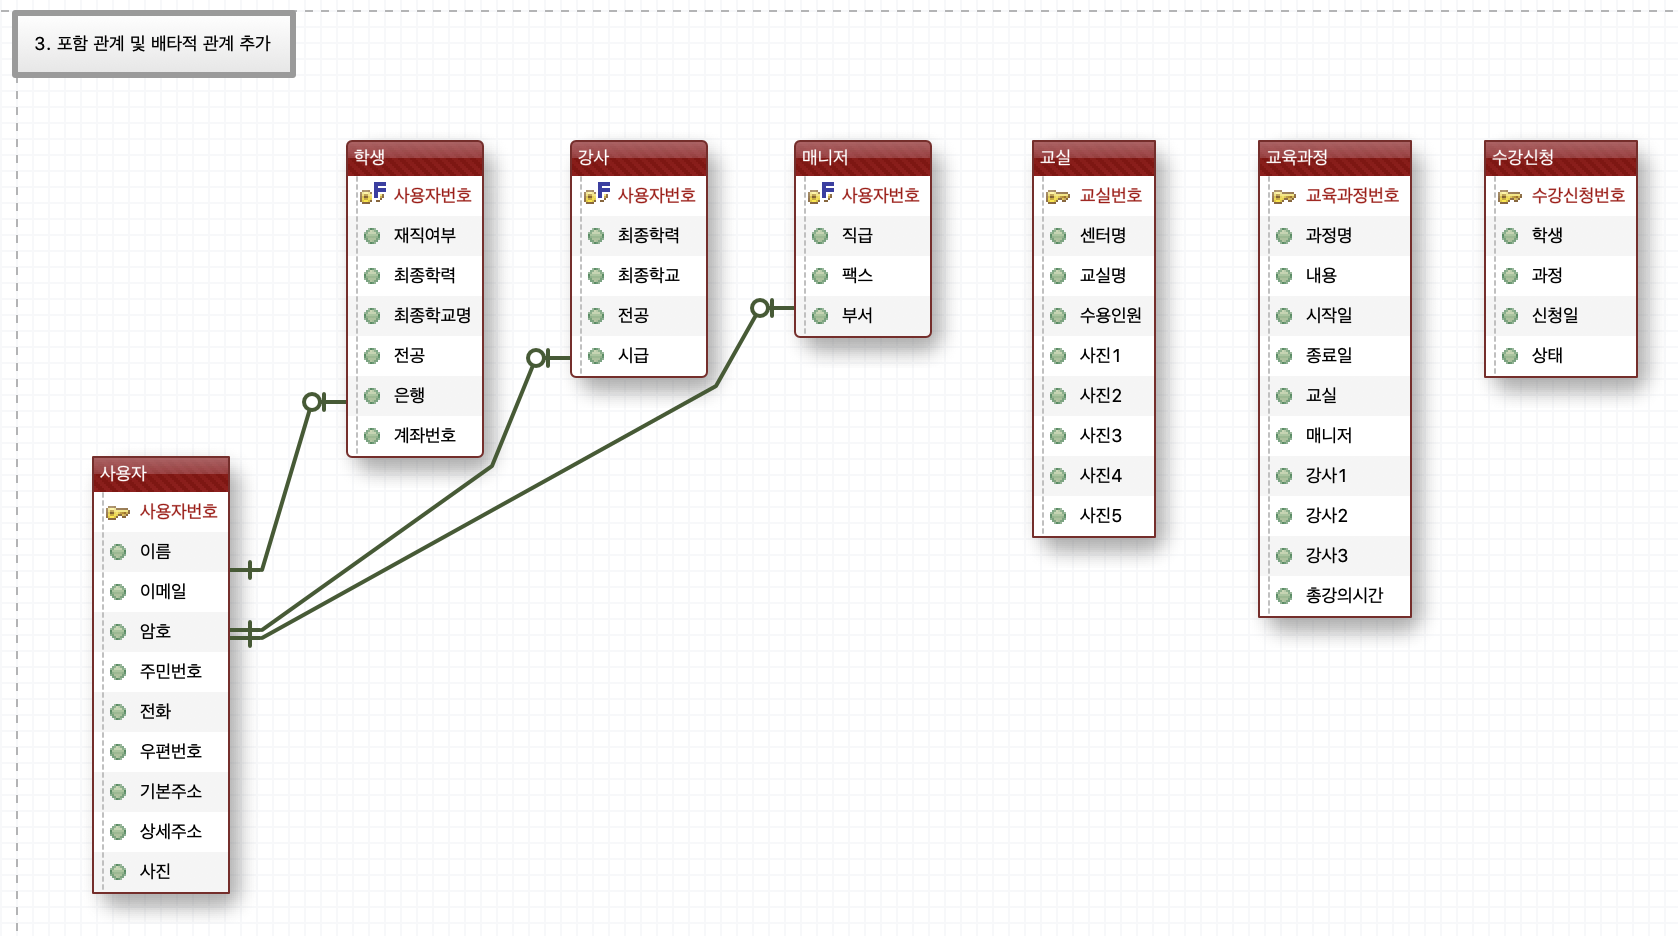 3. 포함 관계 및 배타적 관계 추가
학생
사용자번호
재직여부
최종학력
최종학교명
전공
은행
계좌번호
강사
사용자번호
최종학력
최종학교
전공
시급
매니저
사용자번호
직급
팩스
부서
교실
교실번호
센터명
교실명
수용인원
사진1
사진2
사진3
사진4
사진5
교육과정
교육과정번호
과정명
내용
시작일
종료일
교실
매니저
강사1
강사2
강사3
총강의시간
수강신청
수강신청번호
학생
과정
신청일
상태
사용자
사용자번호
이름
이메일
암호
주민번호
전화
우편번호
기본주소
상세주소
사진